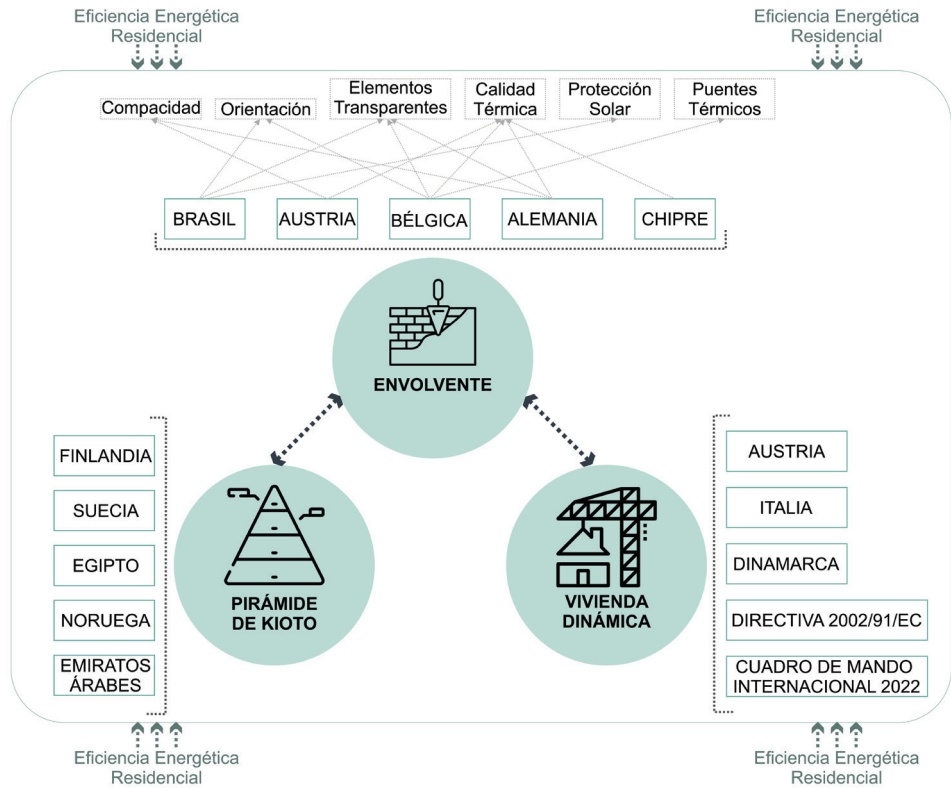 Eficiencia Energética
Residencial
Eficiencia Energética
Residencial
Compacidad
Orientación
Elementos
Transparentes
Calidad
Térmica
Protección
Solar
Puentes
Térmicos
BRASIL
AUSTRIA
BÉLGICA
ALEMANIA
CHIPRE
ENVOLVENTE
FINLANDIA
SUECIA
EGIPTO
NORUEGA
EMIRATOS
ÁRABES
PIRÁMIDE
DE KIOTO
VIVIENDA
DINÁMICA
AUSTRIA
ITALIA
DINAMARCA
DIRECTIVA 2002/91/EC
CUADRO DE MANDO
INTERNACIONAL 2022
Eficiencia Energética
Residencial
Eficiencia Energética
Residencial